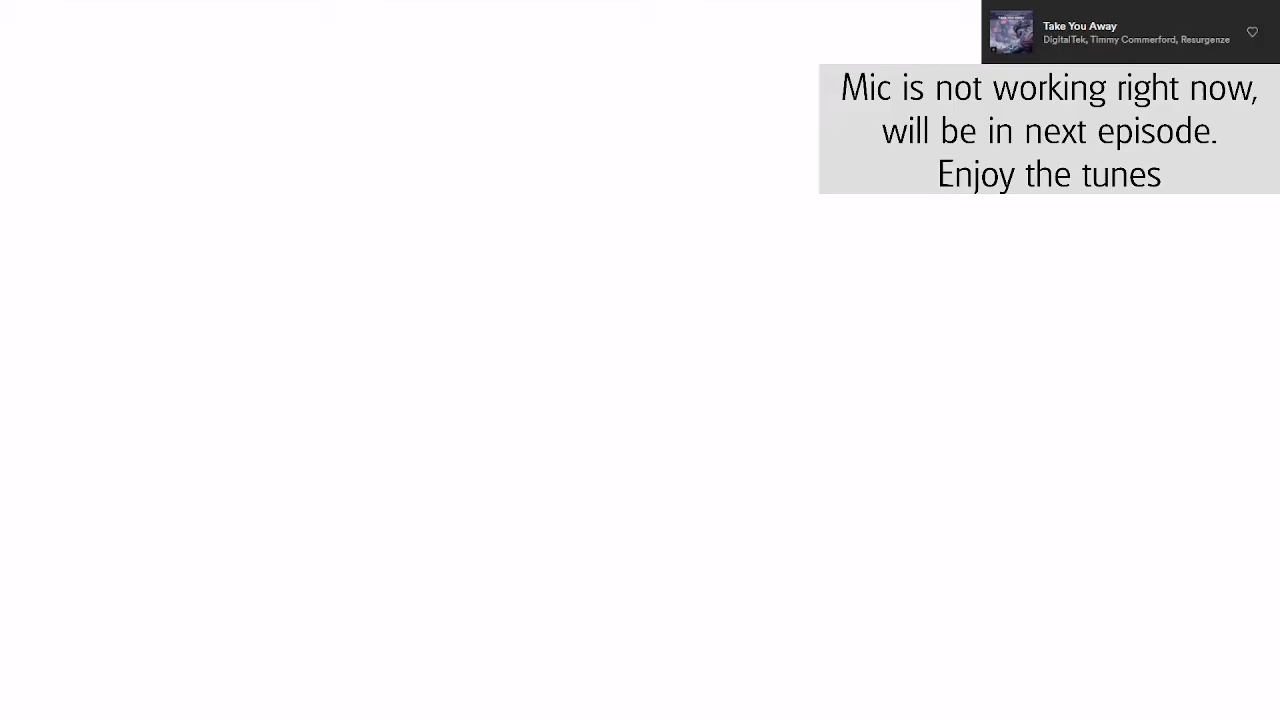 Take You Away
DigitalTek, Timmy Commerford, Resurgenze
Mic is not working right now,
will be in next episode.
Enjoy the tunes